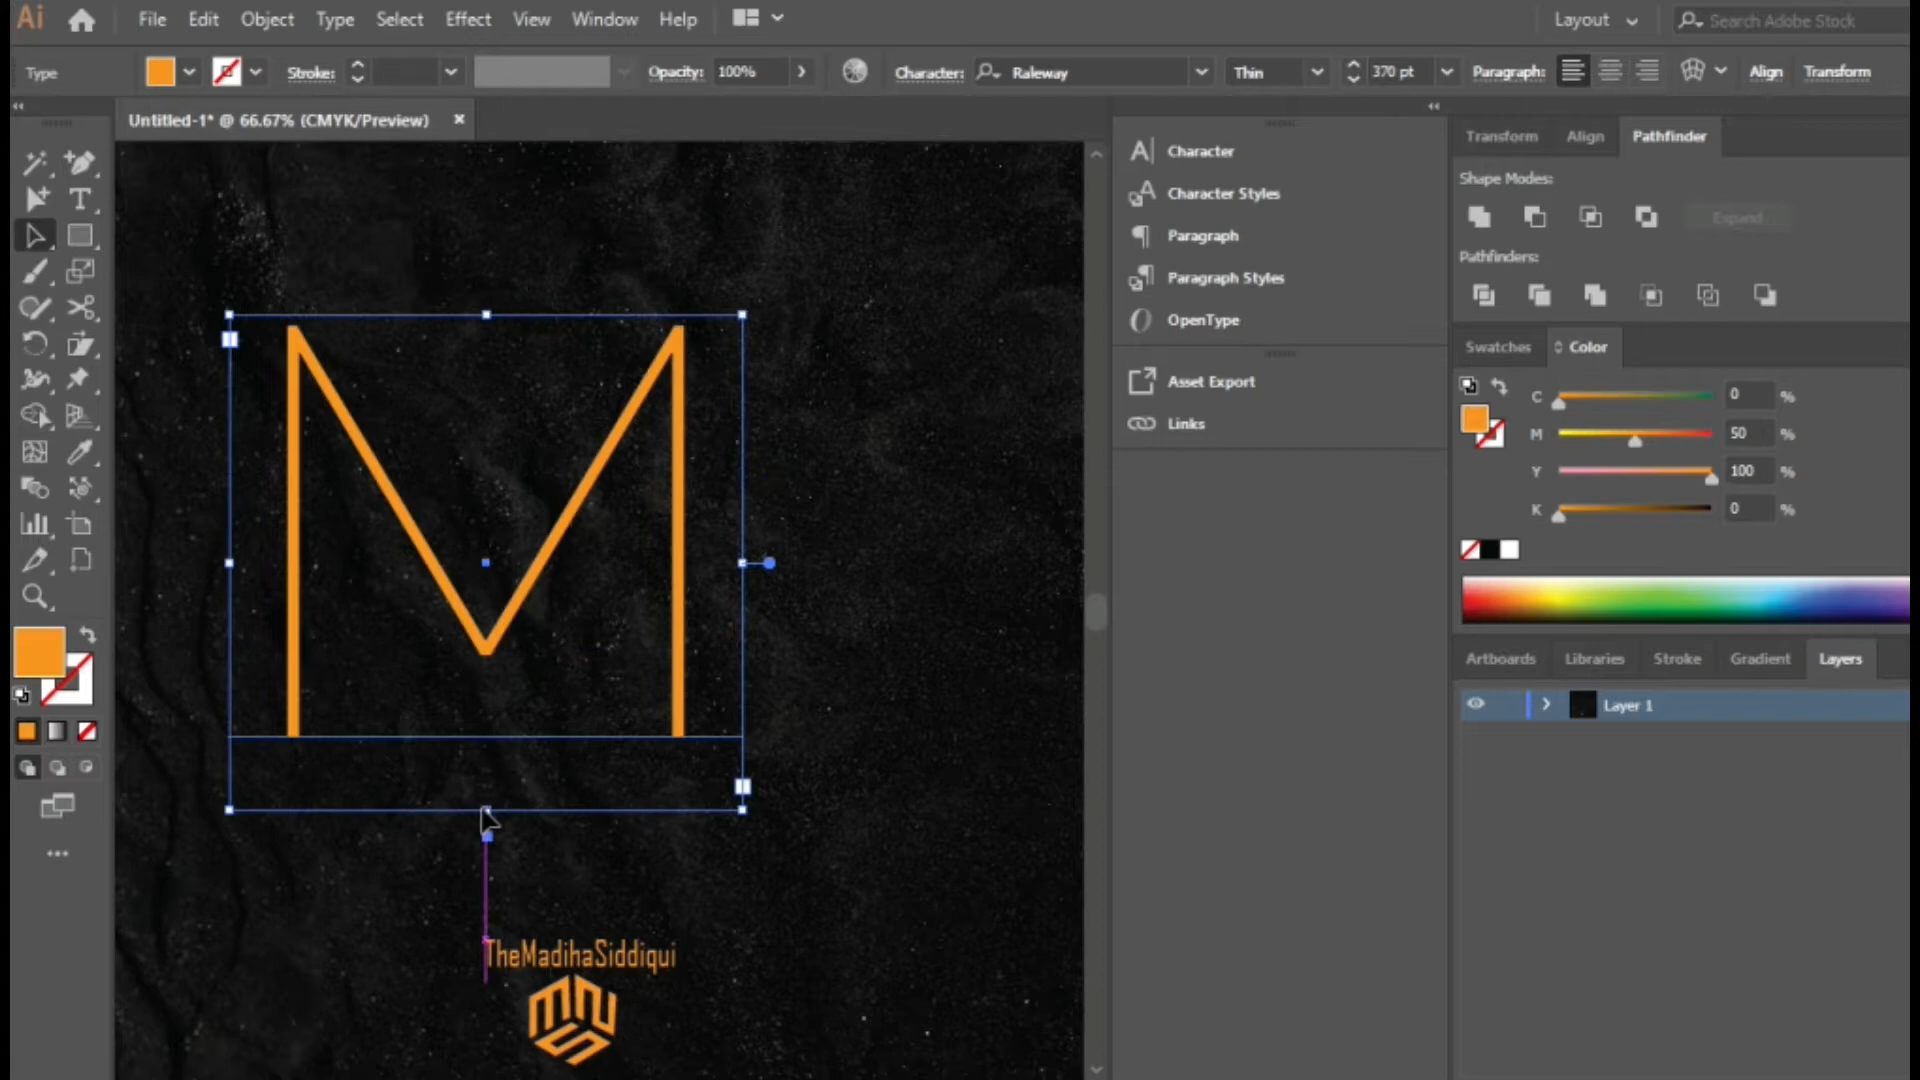 Ai File Edit Object Type Select Effect View Window Help Layout Search Adobe Stock
Type Stroke: Opacity: 100% Character: Raleway Thin 370 pt Paragraph: Align Transform
Untitled-1* @ 66.67% (CMYK/Preview) ×
Character
Character Styles
Paragraph
Paragraph Styles
OpenType
Asset Export
Links
Transform Align Pathfinder
Shape Modes:
Expand
Pathfinders:
Swatches Color
C 0 %
M 50 %
Y 100 %
K 0 %
Artboards Libraries Stroke Gradient Layers
Layer 1
M
TheMadihaSiddiqui